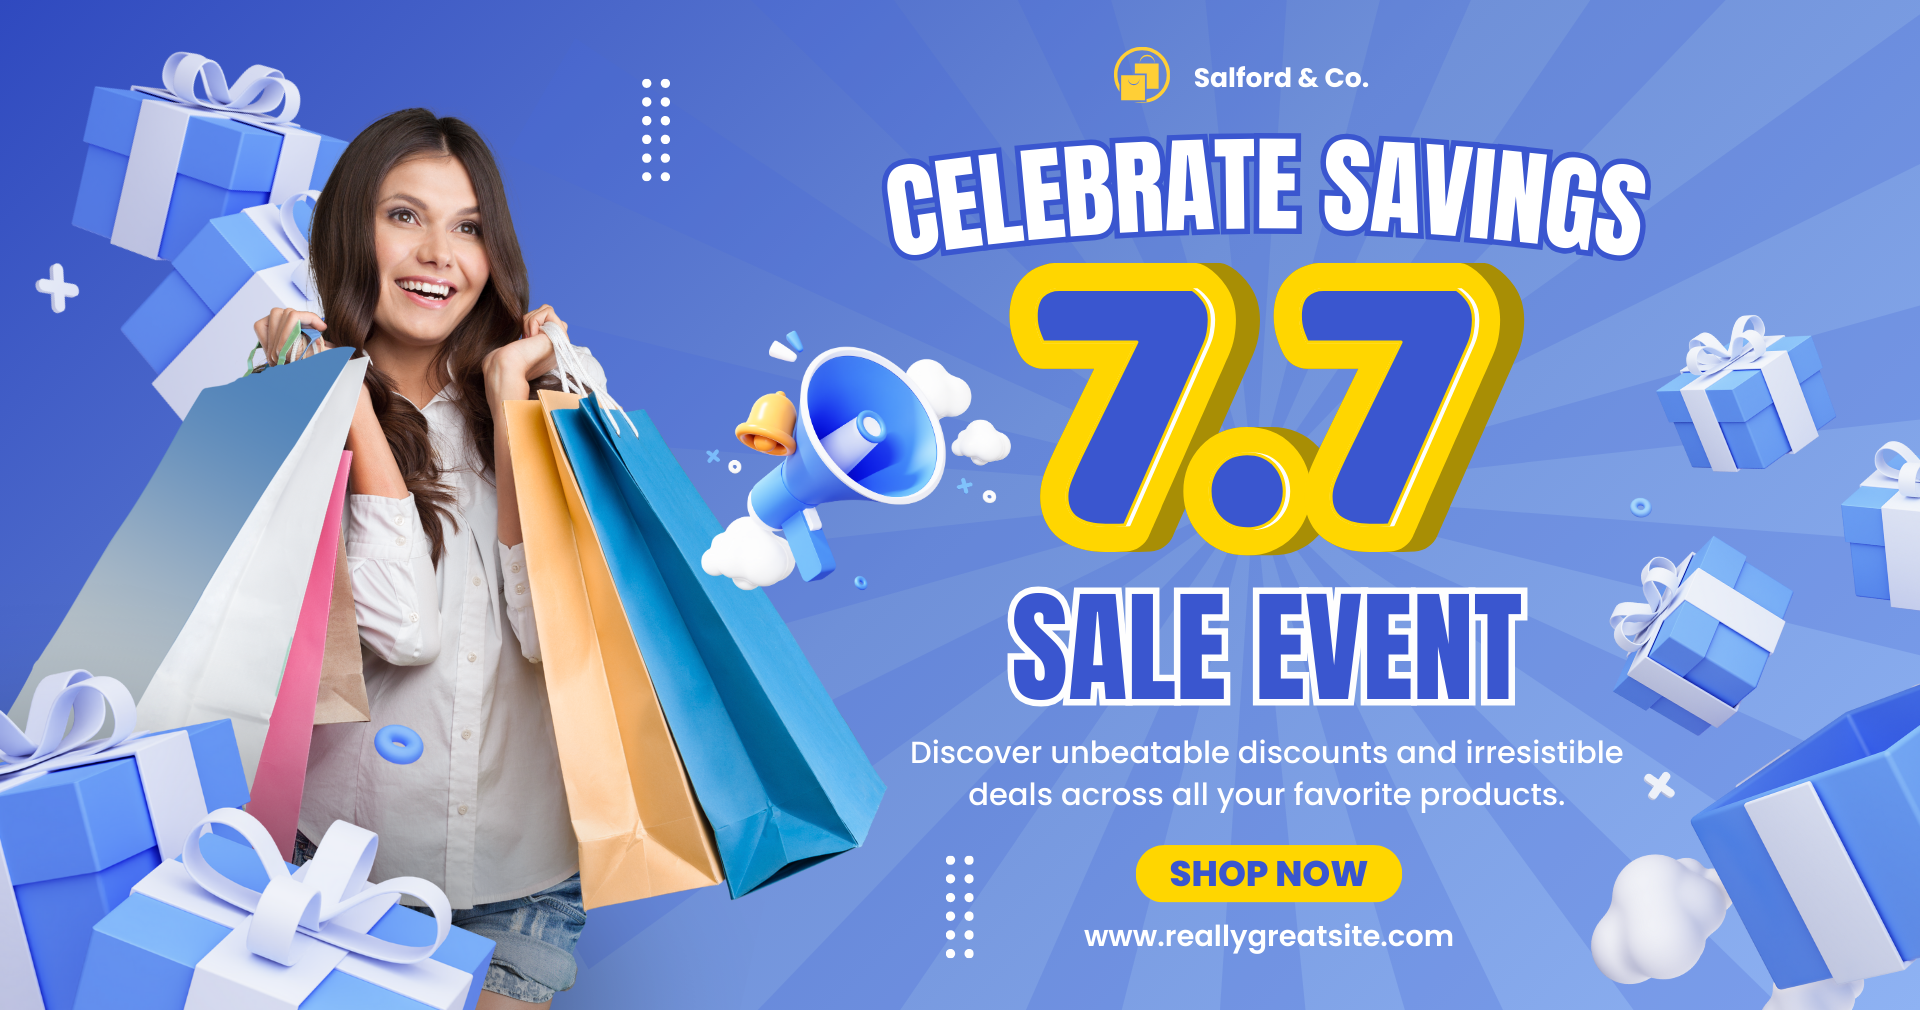 Salford & Co.
CELEBRATE SAVINGS
7.7
SALE EVENT
Discover unbeatable discounts and irresistible
deals across all your favorite products.
SHOP NOW
www.reallygreatsite.com